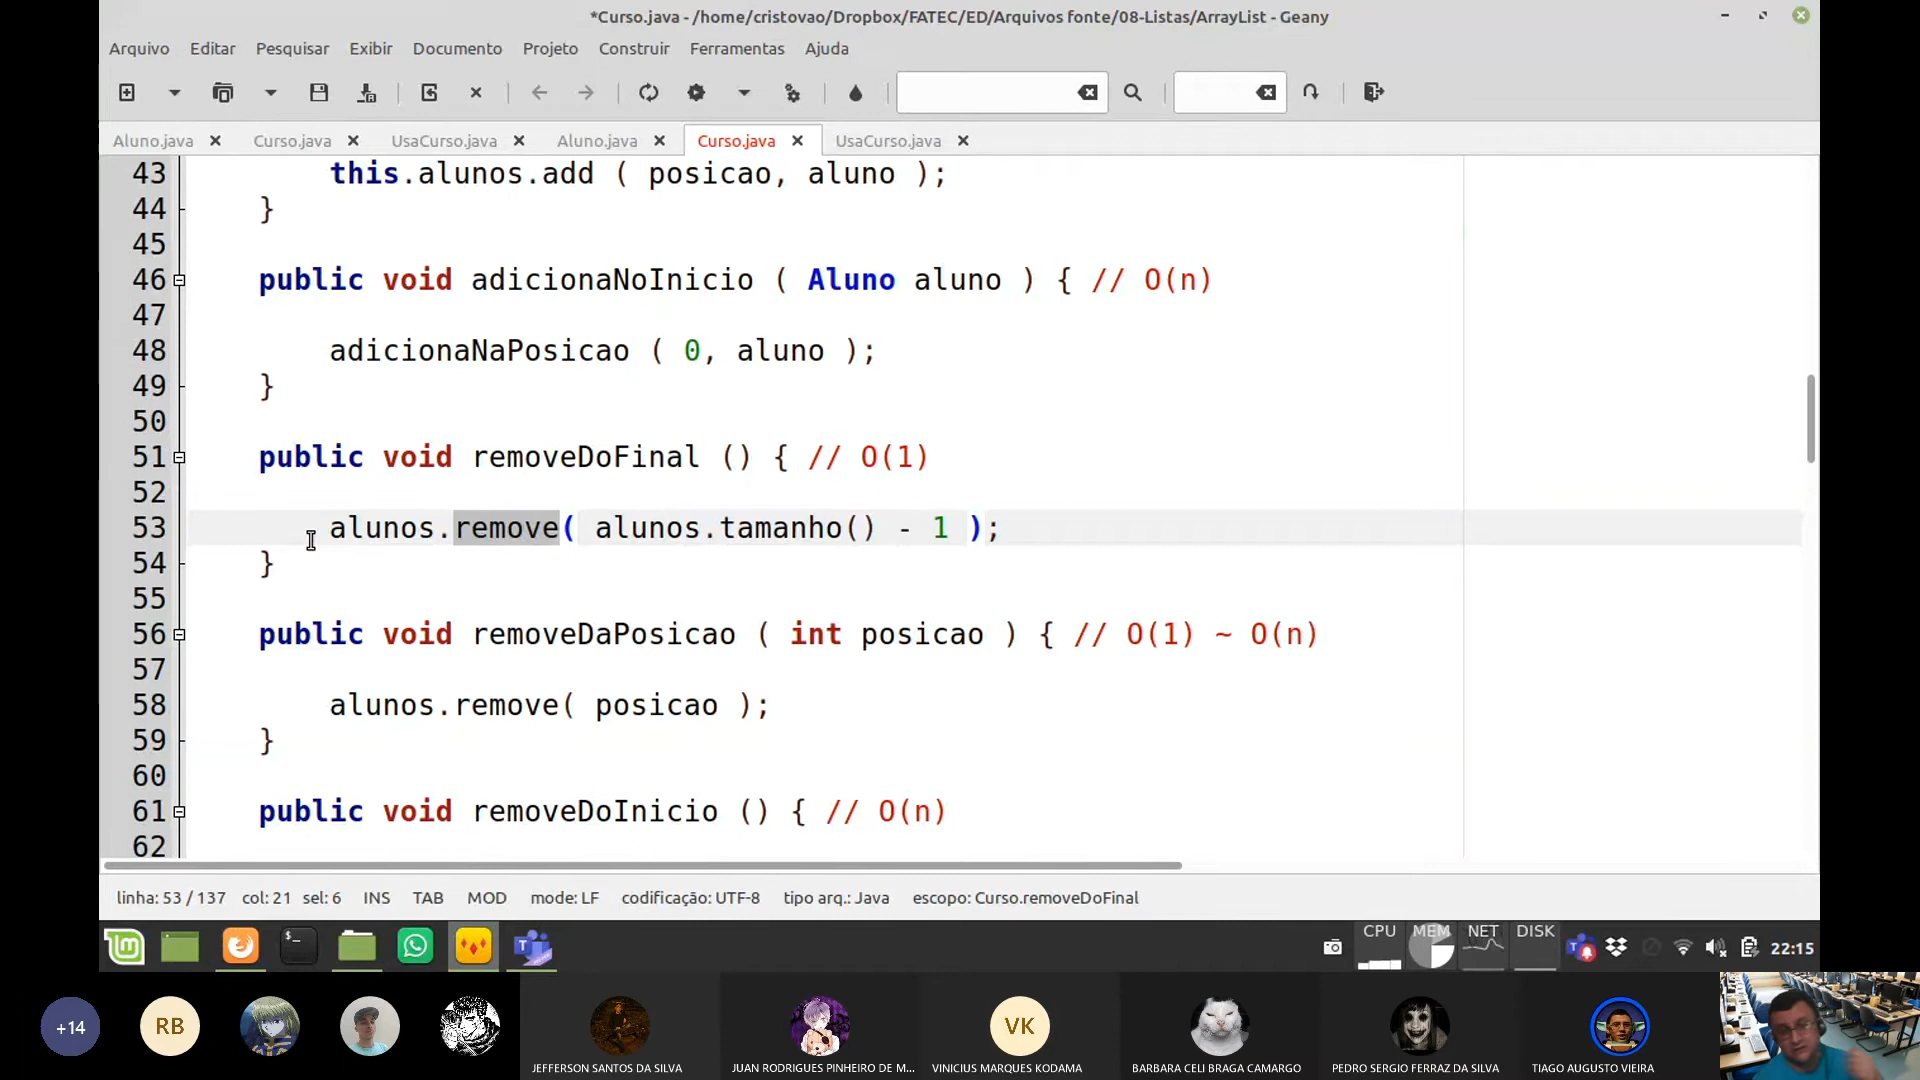 *Curso.java - /home/cristovao/Dropbox/FATEC/ED/Arquivos fonte/08-Listas/ArrayList - Geany
Arquivo Editar Pesquisar Exibir Documento Projeto Construir Ferramentas Ajuda
Aluno.java Curso.java UsaCurso.java Aluno.java Curso.java UsaCurso.java
43 this.alunos.add ( posicao, aluno );
44 }
45
46 public void adicionaNoInicio ( Aluno aluno ) { // O(n)
47
48 adicionaNaPosicao ( 0, aluno );
49 }
50
51 public void removeDoFinal () { // O(1)
52
53 alunos.remove( alunos.tamanho() - 1 );
54 }
55
56 public void removeDaPosicao ( int posicao ) { // O(1) ~ O(n)
57
58 alunos.remove( posicao );
59 }
60
61 public void removeDoInicio () { // O(n)
62
linha: 53 / 137 col: 21 sel: 6 INS TAB MOD mode: LF codificação: UTF-8 tipo arq.: Java escopo: Curso.removeDoFinal
CPU MEM NET DISK 22:15
+14 RB VK
JEFFERSON SANTOS DA SILVA JUAN RODRIGUES PINHEIRO DE M... VINICIUS MARQUES KODAMA BARBARA CELI BRAGA CAMARGO PEDRO SERGIO FERRAZ DA SILVA TIAGO AUGUSTO VIEIRA